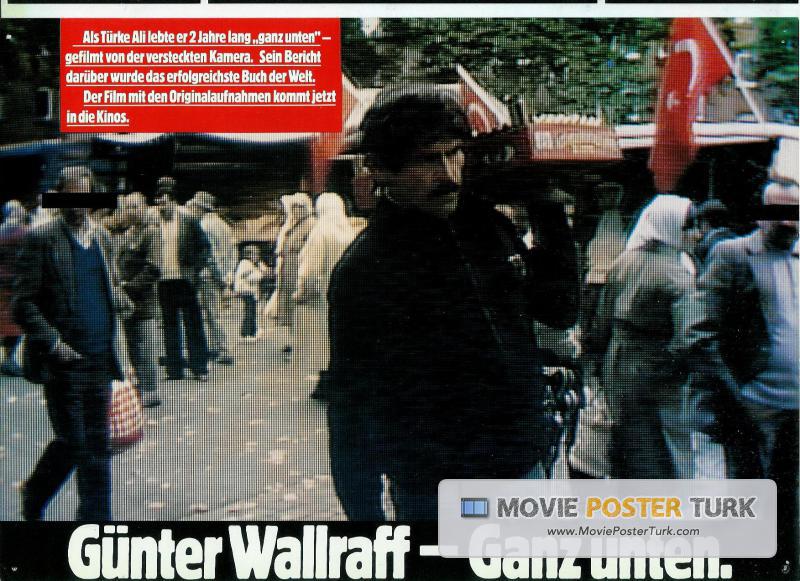 Als Türke Ali lebte er 2 Jahre lang „ganz unten" –
gefilmt von der versteckten Kamera. Sein Bericht
darüber wurde das erfolgreichste Buch der Welt.
Der Film mit den Originalaufnahmen kommt jetzt
in die Kinos.
MOVIE POSTER TURK
www.MoviePosterTurk.com
Günter Wallraff – Ganz unten.